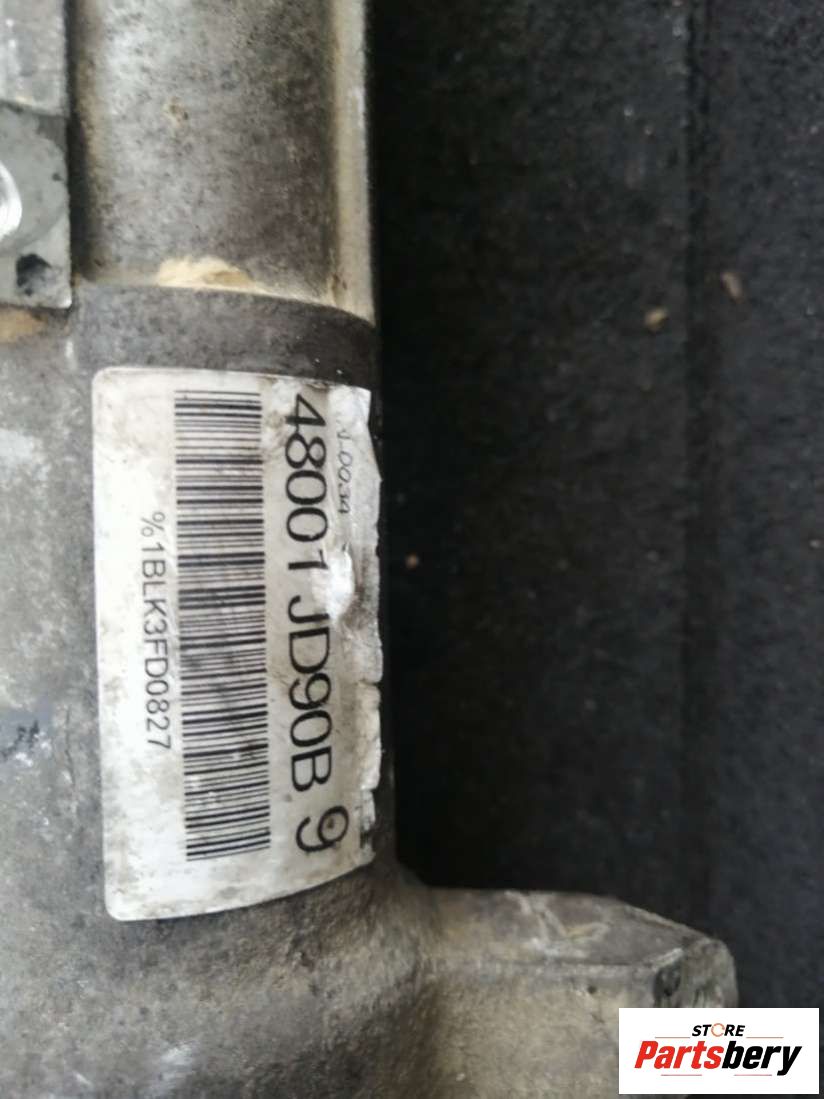 48001 JD90B 9
%1BLK3FD0827
STORE
Partsbery